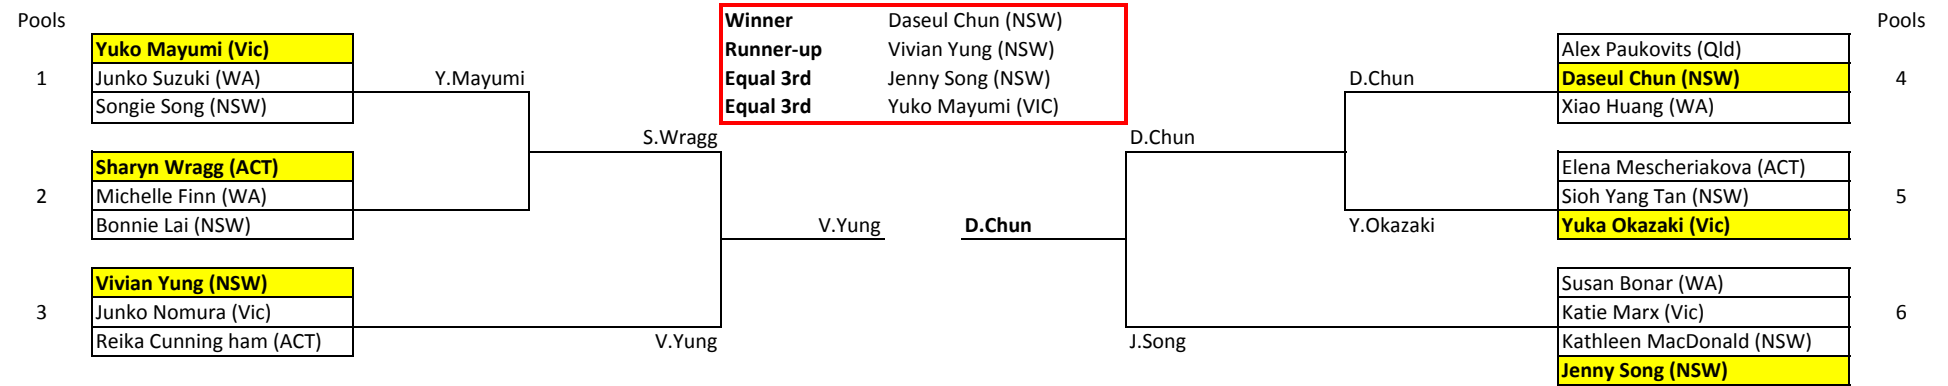 Pools
Winner Daseul Chun (NSW)
Pools
Yuko Mayumi (Vic)
Runner-up Vivian Yung (NSW)
Alex Paukovits (Qld)
1 Junko Suzuki (WA) Y.Mayumi
Equal 3rd Jenny Song (NSW)
D.Chun Daseul Chun (NSW) 4
Songie Song (NSW)
Equal 3rd Yuko Mayumi (VIC)
Xiao Huang (WA)
S.Wragg D.Chun
Sharyn Wragg (ACT)
Elena Mescheriakova (ACT)
2 Michelle Finn (WA)
Sioh Yang Tan (NSW) 5
Bonnie Lai (NSW)
V.Yung D.Chun
Y.Okazaki Yuka Okazaki (Vic)
Vivian Yung (NSW)
Susan Bonar (WA)
3 Junko Nomura (Vic)
Katie Marx (Vic) 6
Reika Cunning ham (ACT) V.Yung
J.Song Kathleen MacDonald (NSW)
Jenny Song (NSW)